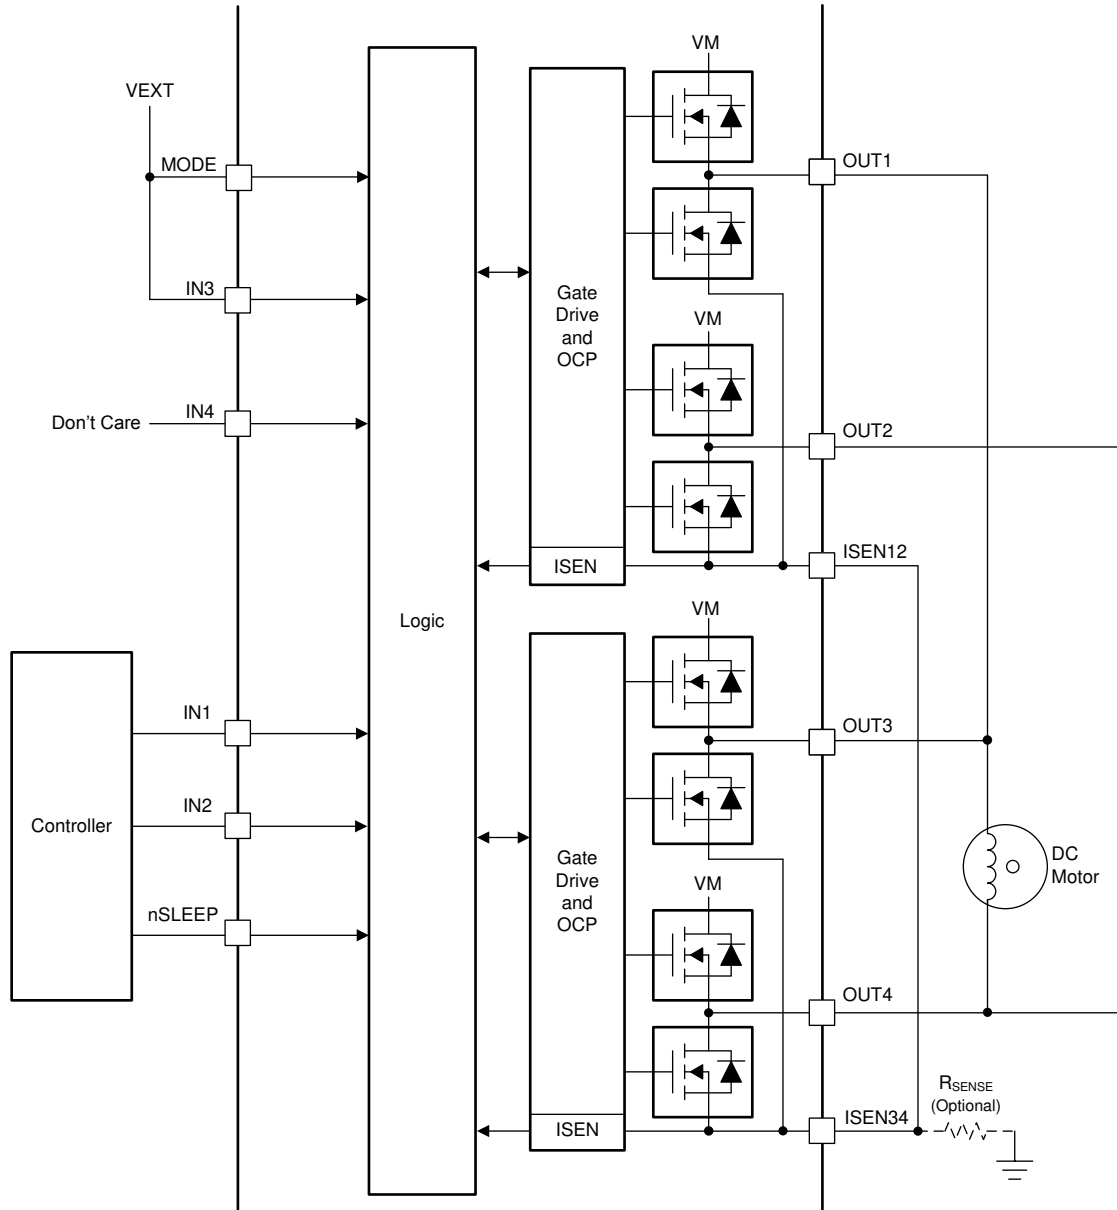 VEXT
MODE
IN3
Don't Care
IN4
Logic
Controller
IN1
IN2
nSLEEP
Gate
Drive
and
OCP
ISEN
VM
VM
OUT1
OUT2
ISEN12
Gate
Drive
and
OCP
ISEN
VM
VM
OUT3
DC
Motor
OUT4
ISEN34
RSENSE
(Optional)